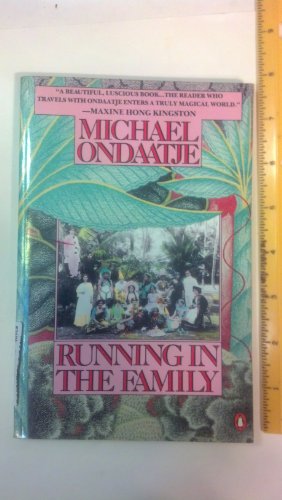 "A BEAUTIFUL, LUSCIOUS BOOK...THE READER WHO
TRAVELS WITH ONDAATJE ENTERS A TRULY MAGICAL WORLD."
—MAXINE HONG KINGSTON
MICHAEL
ONDAATJE
RUNNING IN
THE FAMILY